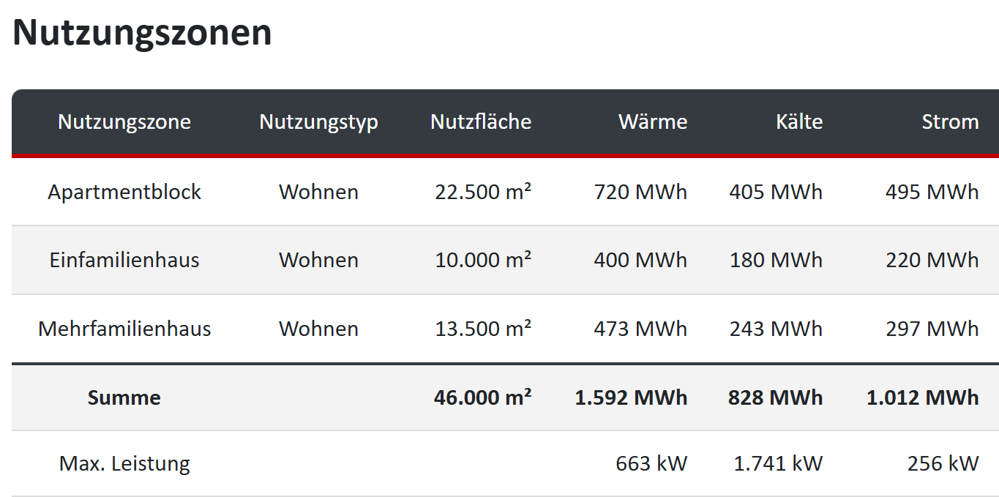 Nutzungszonen
Nutzungszone Nutzungstyp Nutzfläche Wärme Kälte Strom
Apartmentblock Wohnen 22.500 m² 720 MWh 405 MWh 495 MWh
Einfamilienhaus Wohnen 10.000 m² 400 MWh 180 MWh 220 MWh
Mehrfamilienhaus Wohnen 13.500 m² 473 MWh 243 MWh 297 MWh
Summe 46.000 m² 1.592 MWh 828 MWh 1.012 MWh
Max. Leistung 663 kW 1.741 kW 256 kW